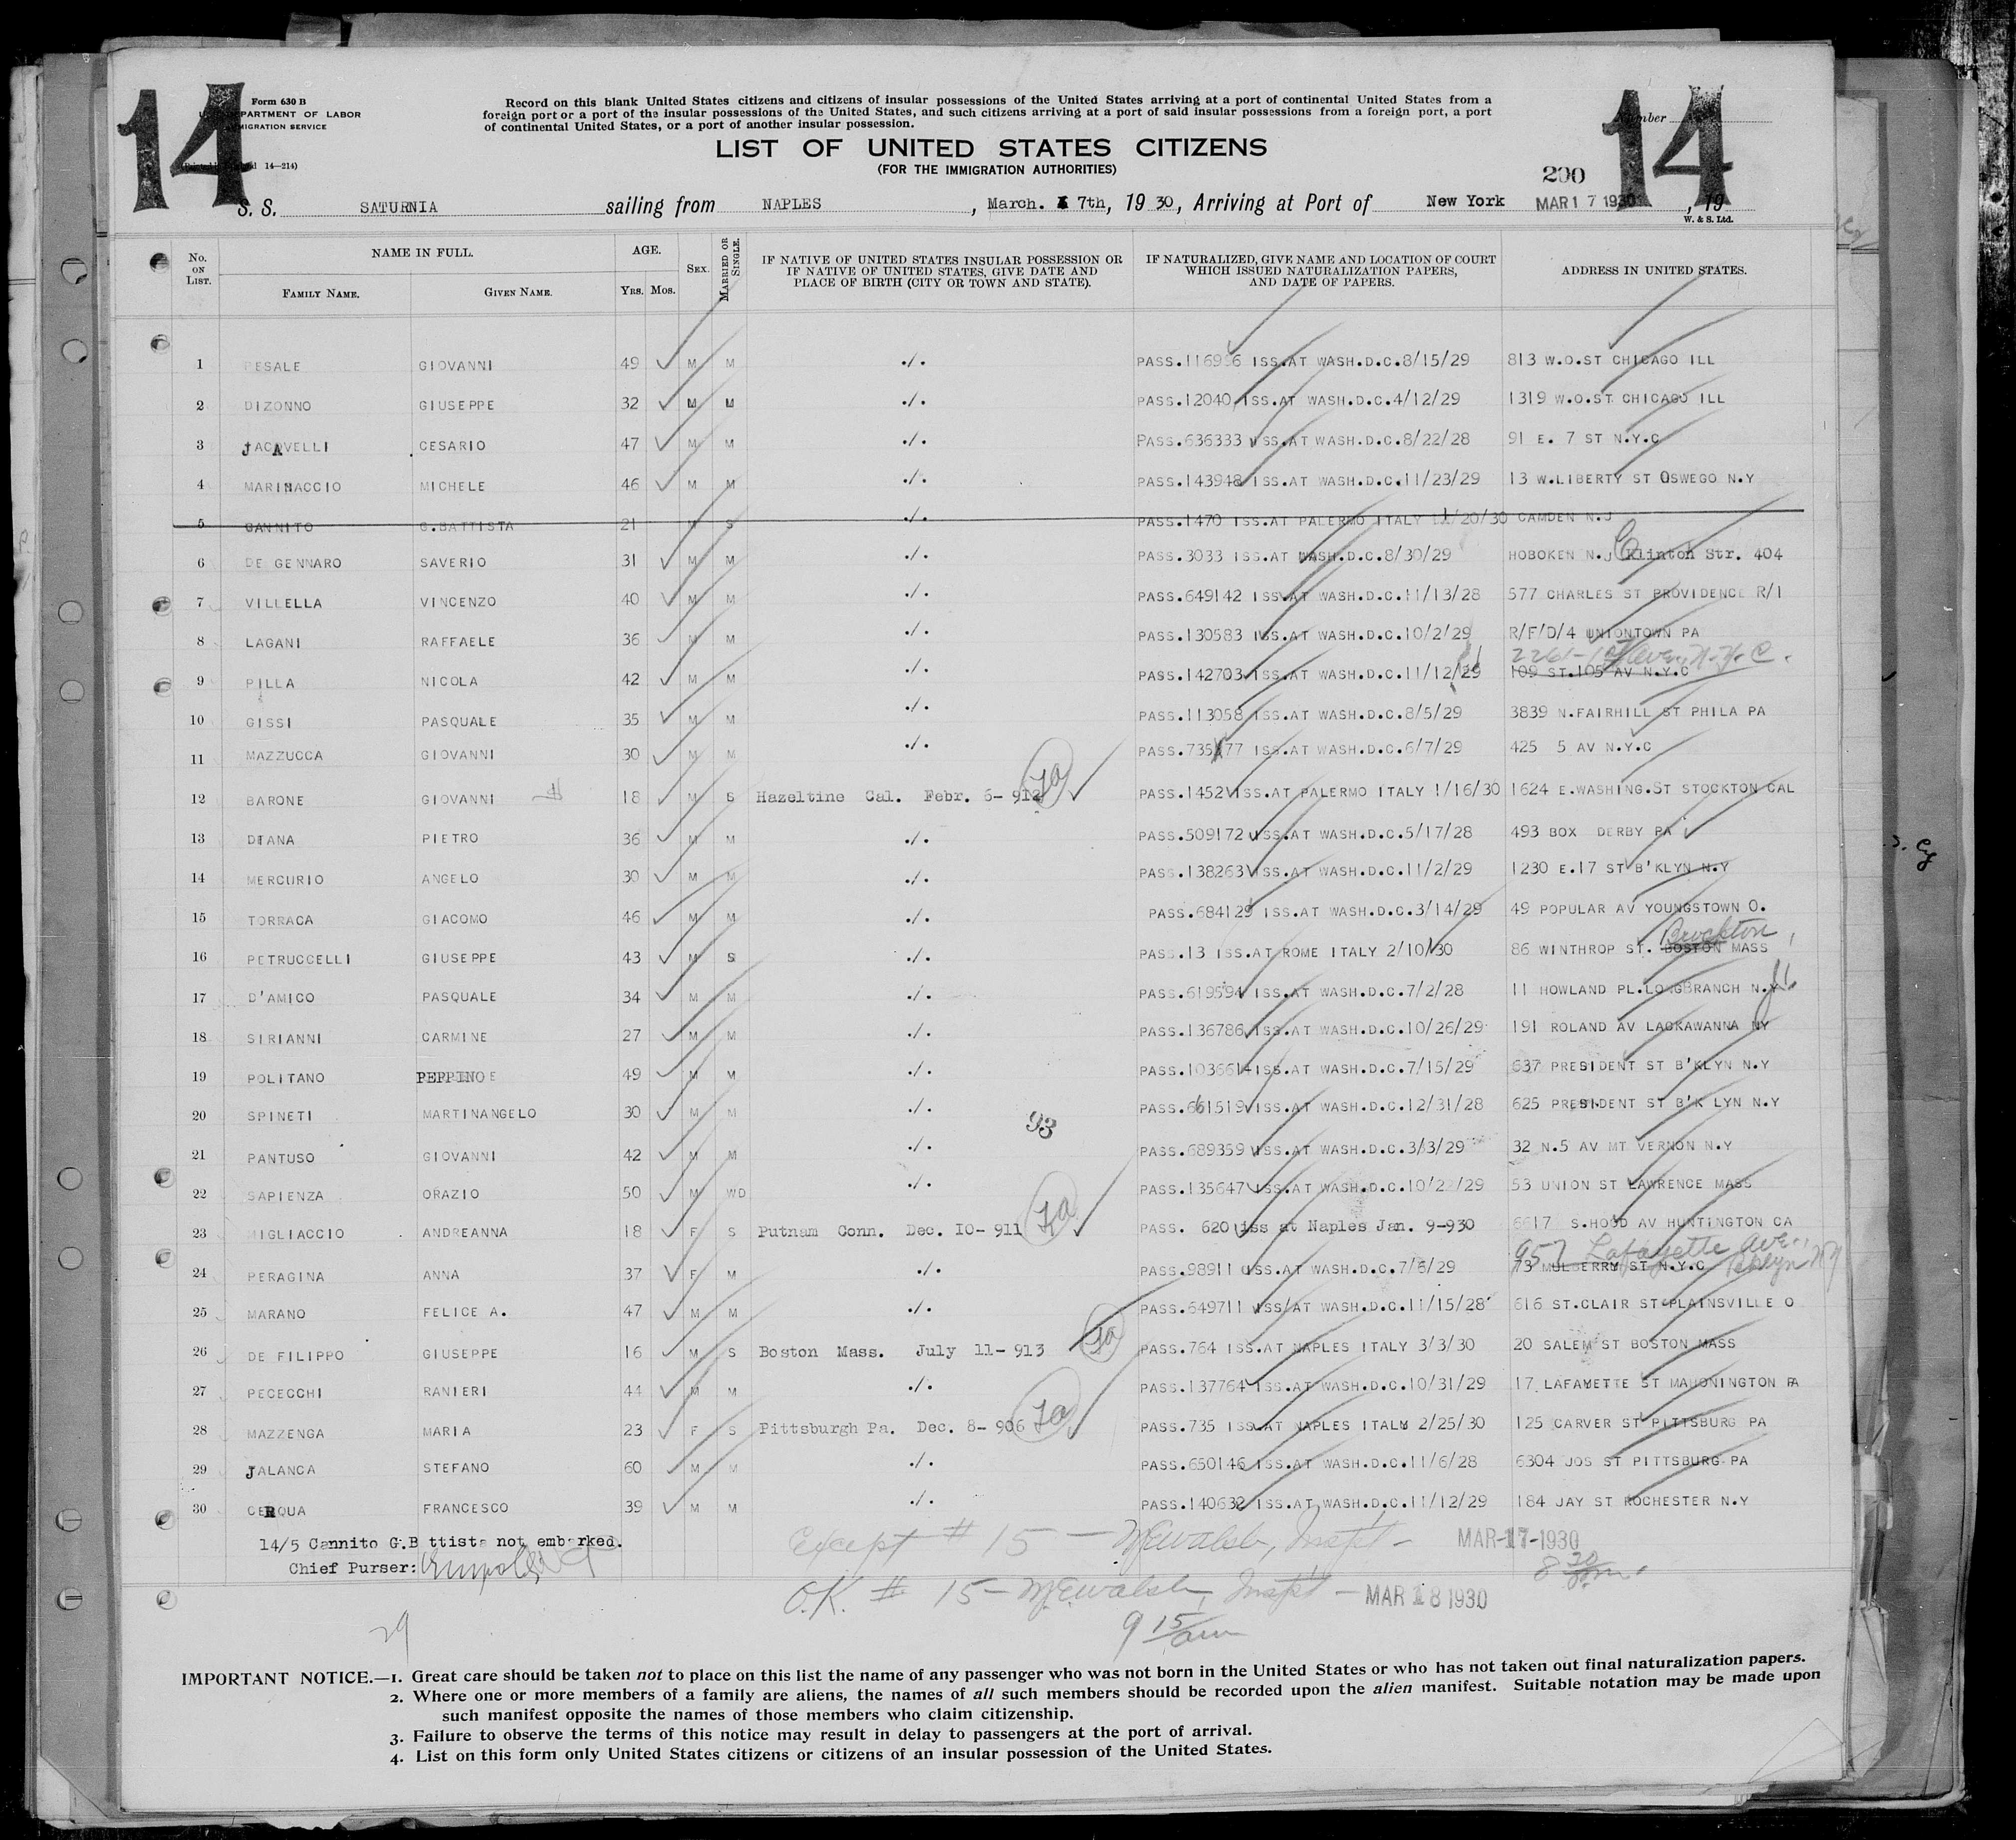 14
14
Form 630 B
DEPARTMENT OF LABOR
IMMIGRATION SERVICE
14—214)
Record on this blank United States citizens and citizens of insular possessions of the United States arriving at a port of continental United States from a
foreign port or a port of the insular possessions of the United States, and such citizens arriving at a port of said insular possessions from a foreign port, a port
of continental United States, or a port of another insular possession.
LIST OF UNITED STATES CITIZENS
(FOR THE IMMIGRATION AUTHORITIES)
200
S. S. SATURNIA sailing from NAPLES, March. 7th, 1930, Arriving at Port of New York MAR 17 1930, 19
W. & S. Ltd.
No. ON LIST. NAME IN FULL. AGE. SEX. MARRIED OR SINGLE. IF NATIVE OF UNITED STATES INSULAR POSSESSION OR IF NATIVE OF UNITED STATES, GIVE DATE AND PLACE OF BIRTH (CITY OR TOWN AND STATE). IF NATURALIZED, GIVE NAME AND LOCATION OF COURT WHICH ISSUED NATURALIZATION PAPERS, AND DATE OF PAPERS. ADDRESS IN UNITED STATES.
FAMILY NAME. GIVEN NAME. YRS. MOS.
1 DESALE GIOVANNI 49 M M ./. PASS.116996 ISS.AT WASH.D.C.8/15/29 813 W.O.ST CHICAGO ILL
2 DIZONNO GIUSEPPE 32 M M ./. PASS.12040 ISS.AT WASH.D.C.4/12/29 1319 W.O.ST CHICAGO ILL
3 JACAVELLI CESARIO 47 M M ./. PASS.636333 ISS.AT WASH.D.C.8/22/28 91 E. 7 ST N.Y.C
4 MARINACCIO MICHELE 46 M M ./. PASS.143948 ISS.AT WASH.D.C.11/23/29 13 W.LIBERTY ST OSWEGO N.Y
5 CANNITO G.BATTISTA 21 M S ./. PASS.1470 ISS.AT PALERMO ITALY /20/30 CAMDEN N.J
6 DE GENNARO SAVERIO 31 M M ./. PASS.3033 ISS.AT WASH.D.C.8/30/29 HOBOKEN N.J Clinton Str. 404
7 VILLELLA VINCENZO 40 M M ./. PASS.649142 ISS.AT WASH.D.C.11/13/28 577 CHARLES ST PROVIDENCE R/I
8 LAGANI RAFFAELE 36 M M ./. PASS.130583 ISS.AT WASH.D.C.10/2/29 R/F/D/4 UNIONTOWN PA
2261-1st Ave., N.Y.C.
9 PILLA NICOLA 42 M M ./. PASS.142703 ISS.AT WASH.D.C.11/12/29 109 ST.105 AV N.Y.C
10 GISSI PASQUALE 35 M M ./. PASS.113058 ISS.AT WASH.D.C.8/5/29 3839 N.FAIRHILL ST PHILA PA
11 MAZZUCCA GIOVANNI 30 M M ./. PASS.735177 ISS.AT WASH.D.C.6/7/29 425 5 AV N.Y.C
12 BARONE GIOVANNI 18 M S Hazeltine Cal. Febr. 6- 912 PASS.1452 ISS.AT PALERMO ITALY 1/16/30 1624 E.WASHING.ST STOCKTON CAL
13 DIANA PIETRO 36 M M ./. PASS.509172 ISS.AT WASH.D.C.5/17/28 493 BOX DERBY PA
14 MERCURIO ANGELO 30 M M ./. PASS.138263 ISS.AT WASH.D.C.11/2/29 1230 E.17 ST B'KLYN N.Y
15 TORRACA GIACOMO 46 M M ./. PASS.684129 ISS.AT WASH.D.C.3/14/29 49 POPULAR AV YOUNGSTOWN O.
Brockton
16 PETRUCCELLI GIUSEPPE 43 M S ./. PASS.13 ISS.AT ROME ITALY 2/10/30 86 WINTHROP ST. BOSTON MASS
17 D'AMICO PASQUALE 34 M M ./. PASS.619594 ISS.AT WASH.D.C.7/2/28 11 HOWLAND PL.LONGBRANCH N.J.
18 SIRIANNI CARMINE 27 M M ./. PASS.136786 ISS.AT WASH.D.C.10/26/29 191 ROLAND AV LACKAWANNA NY
19 POLITANO PEPPINO 49 M M ./. PASS.103661 ISS.AT WASH.D.C.7/15/29 637 PRESIDENT ST B'KLYN N.Y
20 SPINETI MARTINANGELO 30 M M ./. PASS.661519 ISS.AT WASH.D.C.12/31/28 625 PRESIDENT ST B'K LYN N.Y
93
21 PANTUSO GIOVANNI 42 M M ./. PASS.689359 ISS.AT WASH.D.C.3/3/29 32 N.5 AV MT VERNON N.Y
22 SAPIENZA ORAZIO 50 M WD ./. PASS.135647 ISS.AT WASH.D.C.10/2 /29 53 UNION ST LAWRENCE MASS
23 MIGLIACCIO ANDREANNA 18 F S Putnam Conn. Dec. 10- 911 PASS. 620 iss at Naples Jan. 9-930 6617 S.HOOD AV HUNTINGTON CA
957 Lafayette Ave., Bklyn NY
24 PERAGINA ANNA 37 F M ./. PASS.98911 ISS.AT WASH.D.C.7/6/29 73 MULBERRY ST N.Y.C
25 MARANO FELICE A. 47 M M ./. PASS.649711 ISS/AT WASH.D.C.11/15/28 616 ST.CLAIR ST PLAINSVILLE O
26 DE FILIPPO GIUSEPPE 16 M S Boston Mass. July 11- 913 PASS.764 ISS.AT NAPLES ITALY 3/3/30 20 SALEM ST BOSTON MASS
27 PECECCHI RANIERI 44 M M ./. PASS.137764 ISS.AT WASH.D.C.10/31/29 17 LAFAYETTE ST MAHONINGTON PA
28 MAZZENGA MARIA 23 F S Pittsburgh Pa. Dec. 8- 906 PASS.735 ISS.AT NAPLES ITALY 2/25/30 125 CARVER ST PITTSBURG PA
29 JALANCA STEFANO 60 M M ./. PASS.650146 ISS.AT WASH.D.C.11/6/28 6304 JOS ST PITTSBURG PA
30 CERQUA FRANCESCO 39 M M ./. PASS.140632 ISS.AT WASH.D.C.11/12/29 184 JAY ST ROCHESTER N.Y
14/5 Cannito G.B ttista not embarked.
Chief Purser:
Except # 15 — McEwalsh, Inspt - MAR 17 1930
8 30 pm.
O.K. # 15 — McEwalsh, Inspt — MAR 18 1930
9 15 am
29
IMPORTANT NOTICE.—1. Great care should be taken not to place on this list the name of any passenger who was not born in the United States or who has not taken out final naturalization papers.
2. Where one or more members of a family are aliens, the names of all such members should be recorded upon the alien manifest. Suitable notation may be made upon
such manifest opposite the names of those members who claim citizenship.
3. Failure to observe the terms of this notice may result in delay to passengers at the port of arrival.
4. List on this form only United States citizens or citizens of an insular possession of the United States.